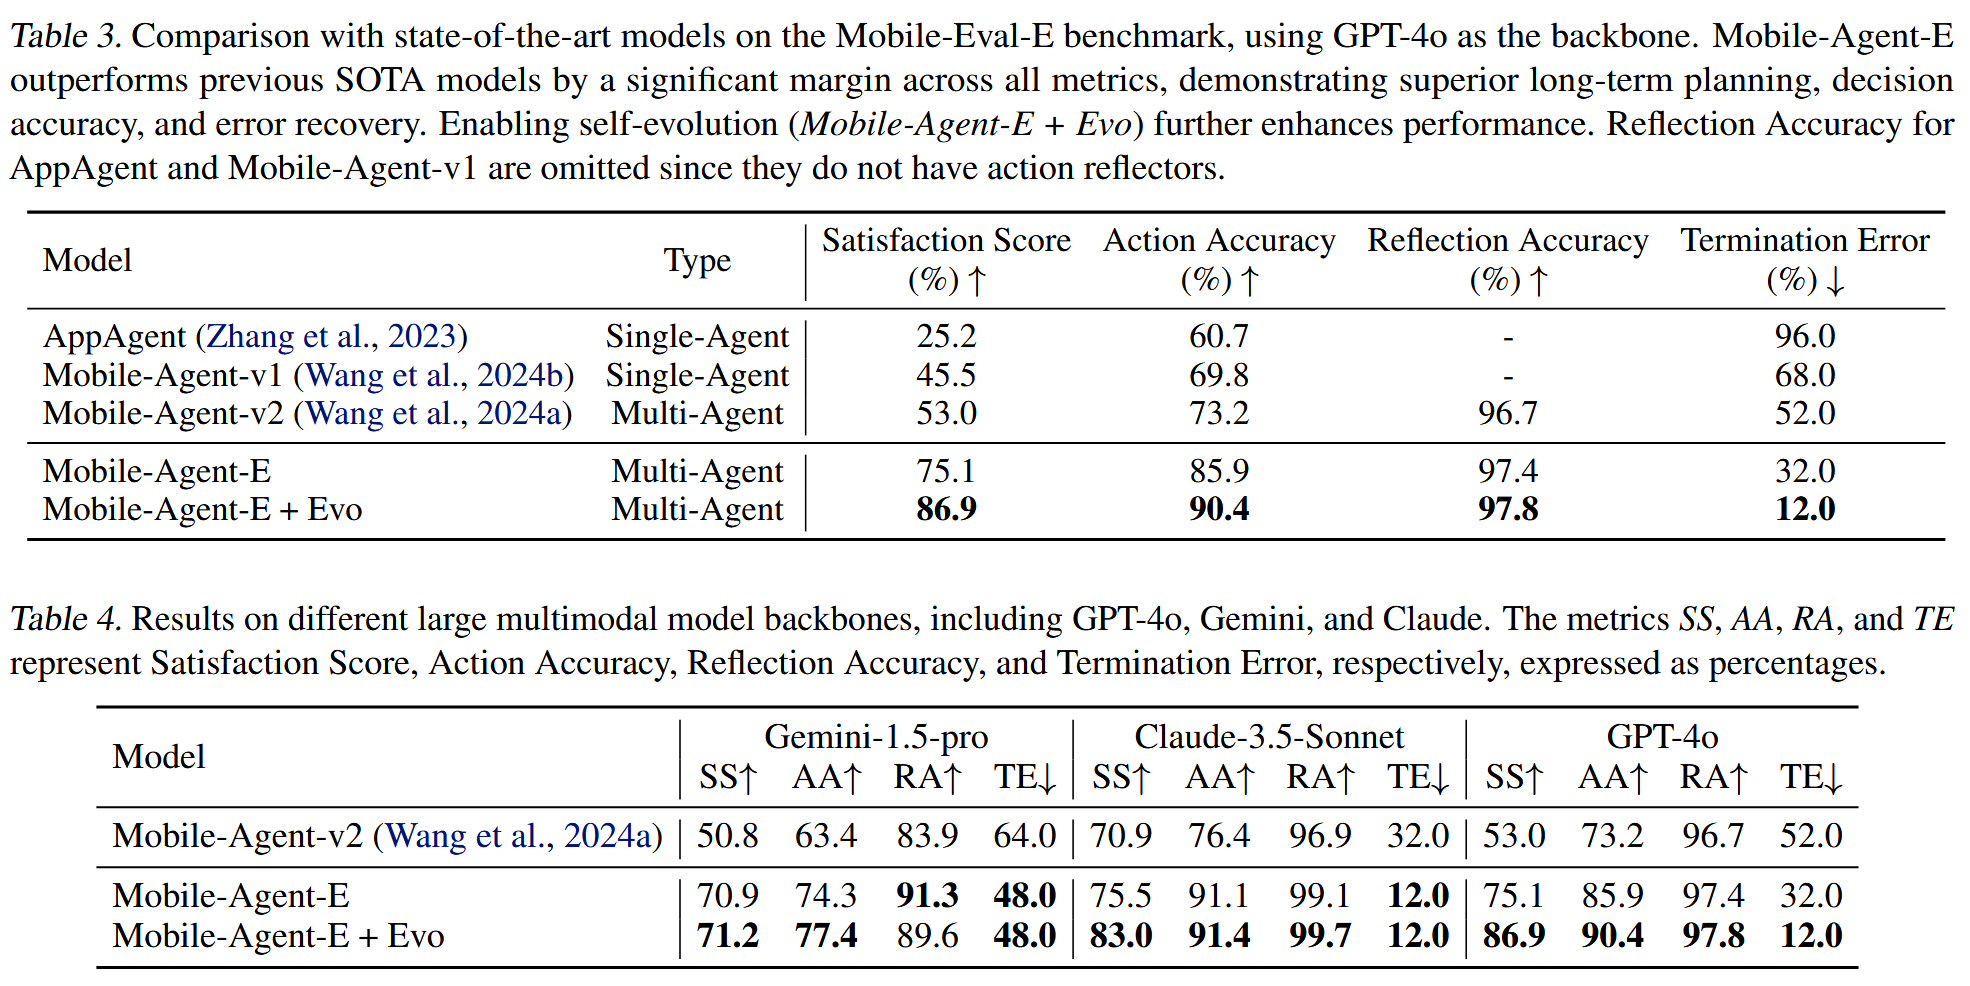 Table 3. Comparison with state-of-the-art models on the Mobile-Eval-E benchmark, using GPT-4o as the backbone. Mobile-Agent-E
outperforms previous SOTA models by a significant margin across all metrics, demonstrating superior long-term planning, decision
accuracy, and error recovery. Enabling self-evolution (Mobile-Agent-E + Evo) further enhances performance. Reflection Accuracy for
AppAgent and Mobile-Agent-v1 are omitted since they do not have action reflectors.
Model Type Satisfaction Score Action Accuracy Reflection Accuracy Termination Error
(%) ↑ (%) ↑ (%) ↑ (%) ↓
AppAgent (Zhang et al., 2023) Single-Agent 25.2 60.7 - 96.0
Mobile-Agent-v1 (Wang et al., 2024b) Single-Agent 45.5 69.8 - 68.0
Mobile-Agent-v2 (Wang et al., 2024a) Multi-Agent 53.0 73.2 96.7 52.0
Mobile-Agent-E Multi-Agent 75.1 85.9 97.4 32.0
Mobile-Agent-E + Evo Multi-Agent 86.9 90.4 97.8 12.0
Table 4. Results on different large multimodal model backbones, including GPT-4o, Gemini, and Claude. The metrics SS, AA, RA, and TE
represent Satisfaction Score, Action Accuracy, Reflection Accuracy, and Termination Error, respectively, expressed as percentages.
Model Gemini-1.5-pro Claude-3.5-Sonnet GPT-4o
SS↑ AA↑ RA↑ TE↓ SS↑ AA↑ RA↑ TE↓ SS↑ AA↑ RA↑ TE↓
Mobile-Agent-v2 (Wang et al., 2024a) 50.8 63.4 83.9 64.0 70.9 76.4 96.9 32.0 53.0 73.2 96.7 52.0
Mobile-Agent-E 70.9 74.3 91.3 48.0 75.5 91.1 99.1 12.0 75.1 85.9 97.4 32.0
Mobile-Agent-E + Evo 71.2 77.4 89.6 48.0 83.0 91.4 99.7 12.0 86.9 90.4 97.8 12.0